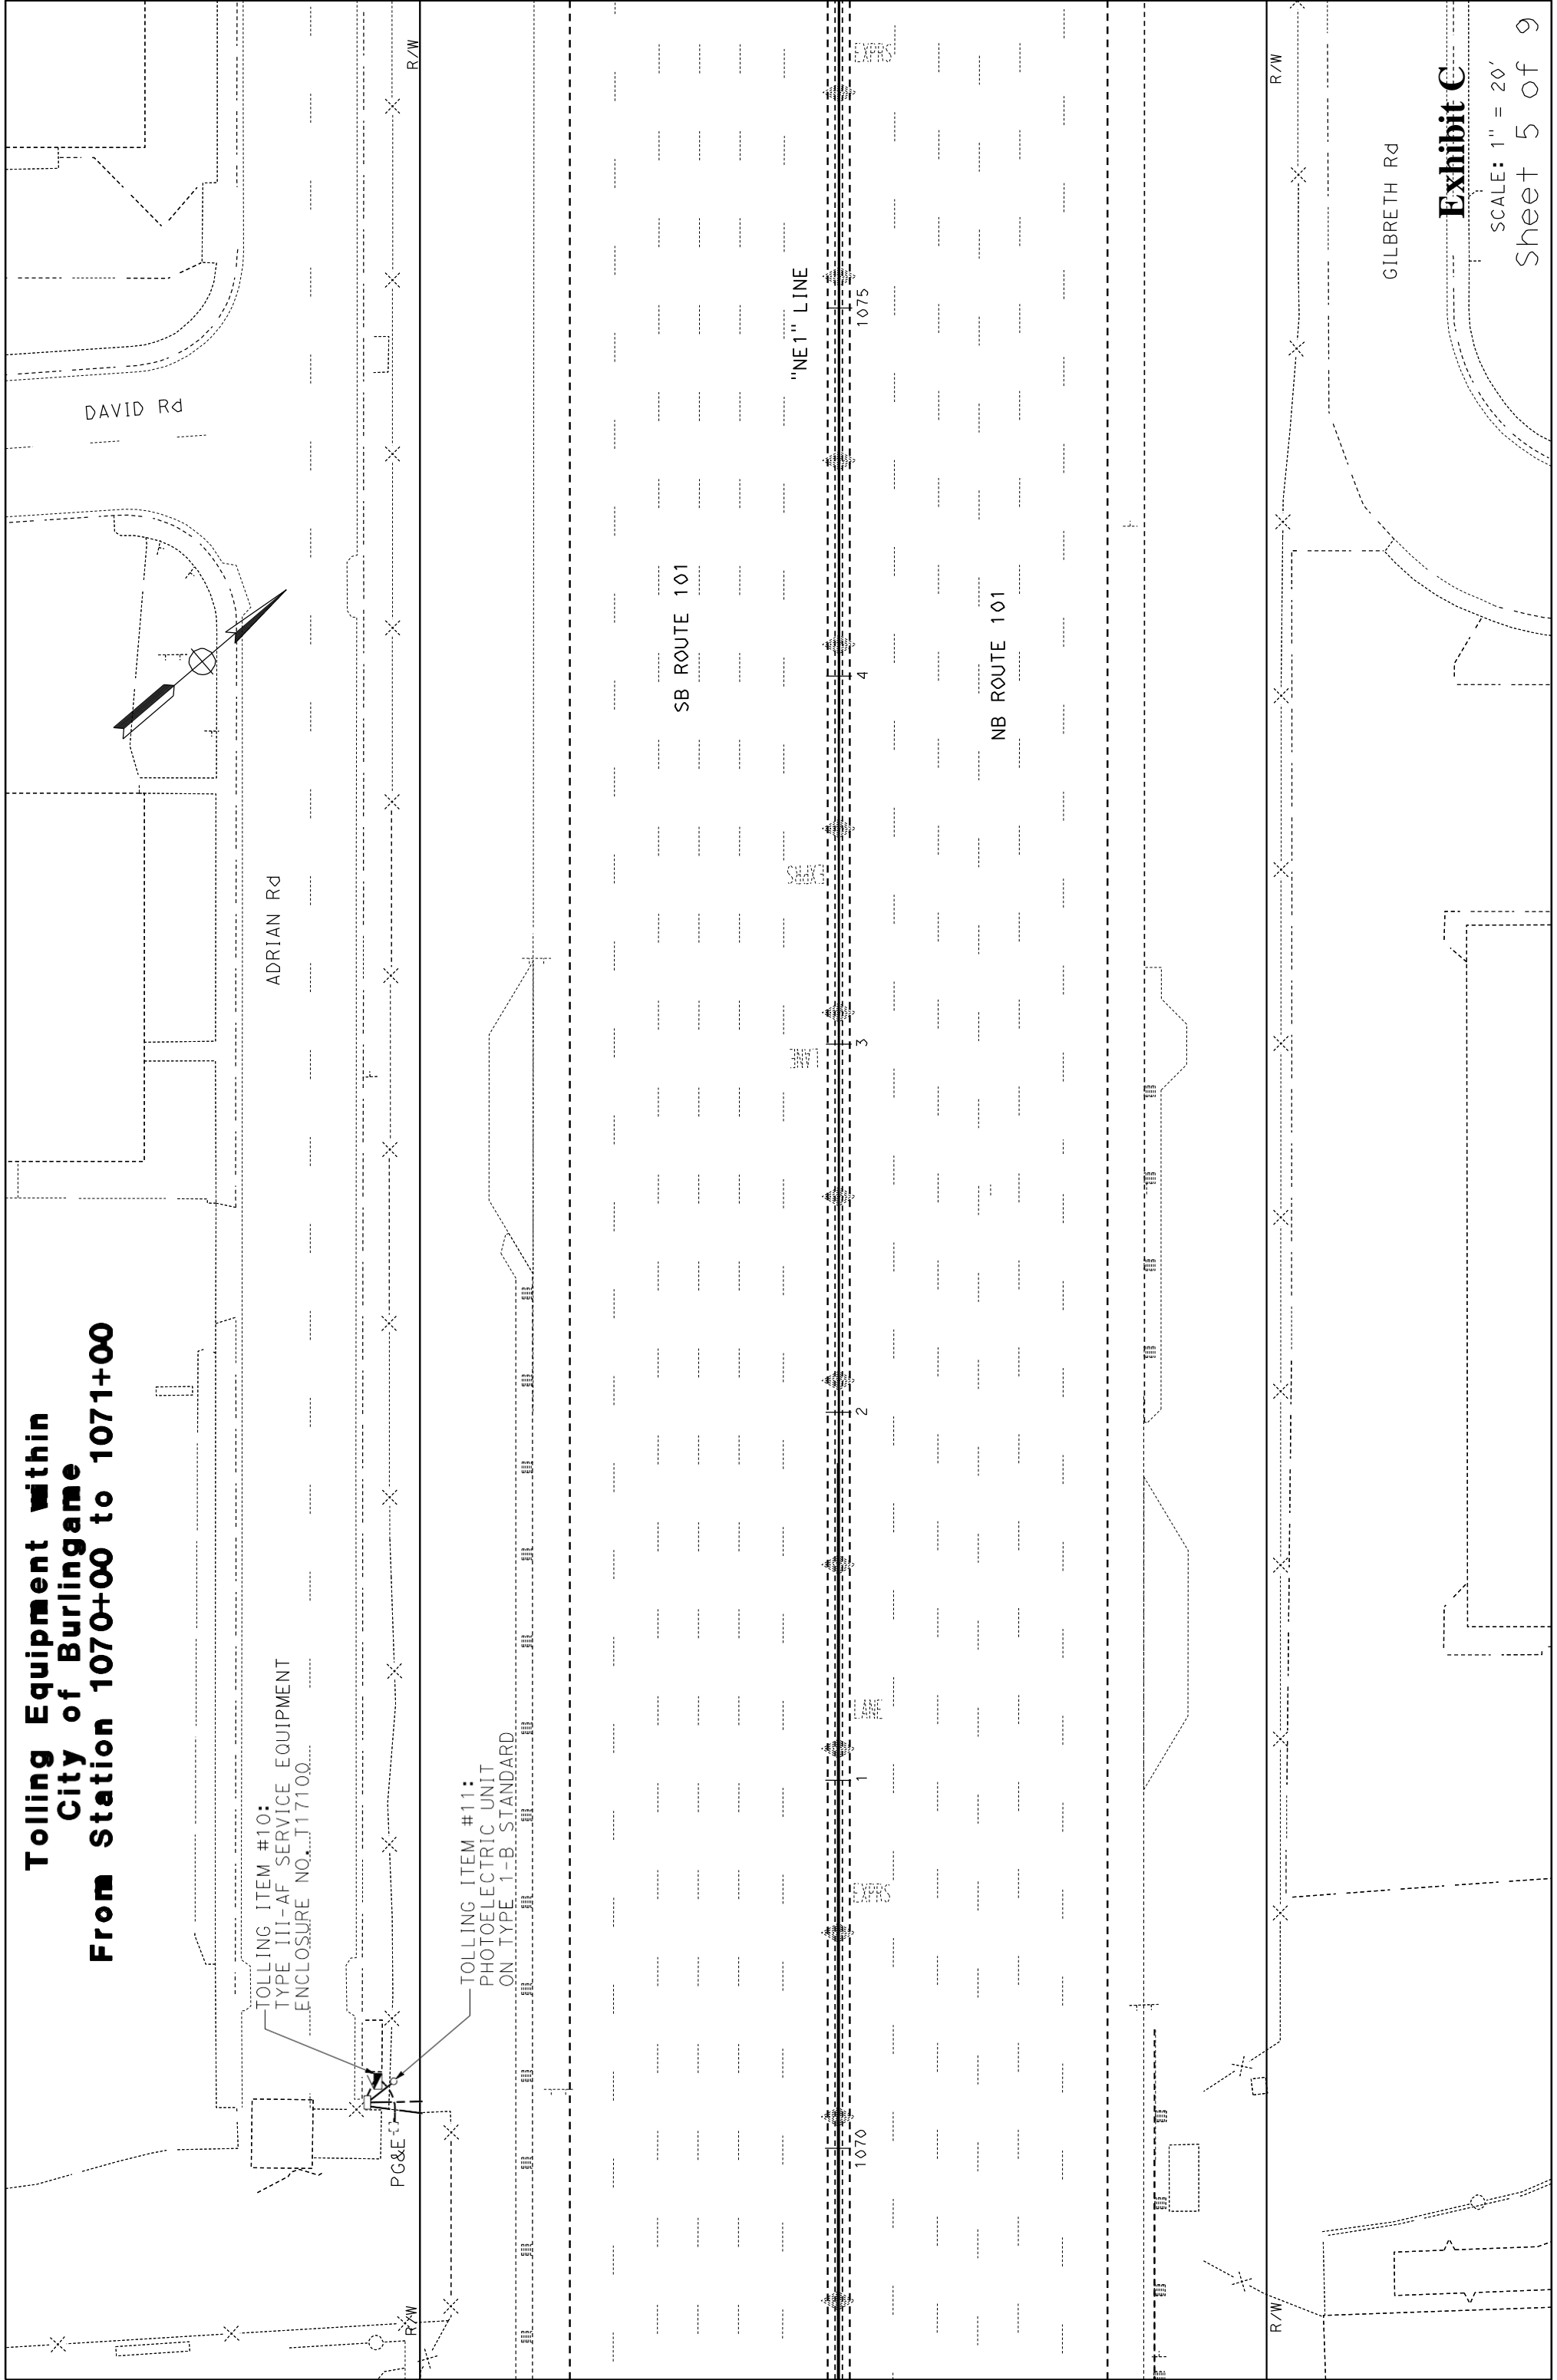 Tolling Equipment within
City of Burlingame
From Station 1070+00 to 1071+00
TOLLING ITEM #10:
TYPE III-AF SERVICE EQUIPMENT
ENCLOSURE NO. T17100
TOLLING ITEM #11:
PHOTOELECTRIC UNIT
ON TYPE 1-B STANDARD
PG&E
ADRIAN Rd
DAVID Rd
R/W
R/W
SB ROUTE 101
EXPRS
LANE
"NE1" LINE
1070
1
2
3
4
1075
EXPRS
LANE
EXPRS
NB ROUTE 101
R/W
R/W
GILBRETH Rd
Exhibit C
SCALE: 1" = 20'
Sheet 5 of 9